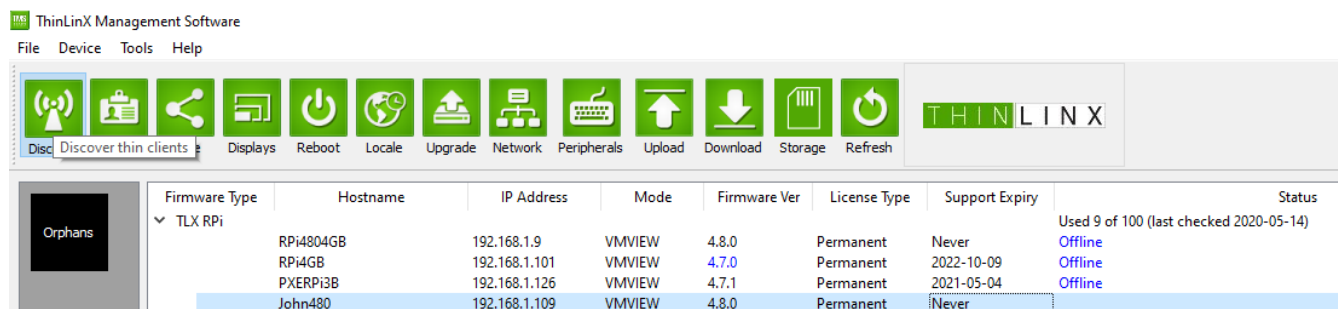 ThinLinX Management Software
File Device Tools Help
Disc Discover thin clients e Displays Reboot Locale Upgrade Network Peripherals Upload Download Storage Refresh
THINLINX
Orphans
Firmware Type Hostname IP Address Mode Firmware Ver License Type Support Expiry Status
TLX RPi Used 9 of 100 (last checked 2020-05-14)
RPi4804GB 192.168.1.9 VMVIEW 4.8.0 Permanent Never Offline
RPi4GB 192.168.1.101 VMVIEW 4.7.0 Permanent 2022-10-09 Offline
PXERPi3B 192.168.1.126 VMVIEW 4.7.1 Permanent 2021-05-04 Offline
John480 192.168.1.109 VMVIEW 4.8.0 Permanent Never